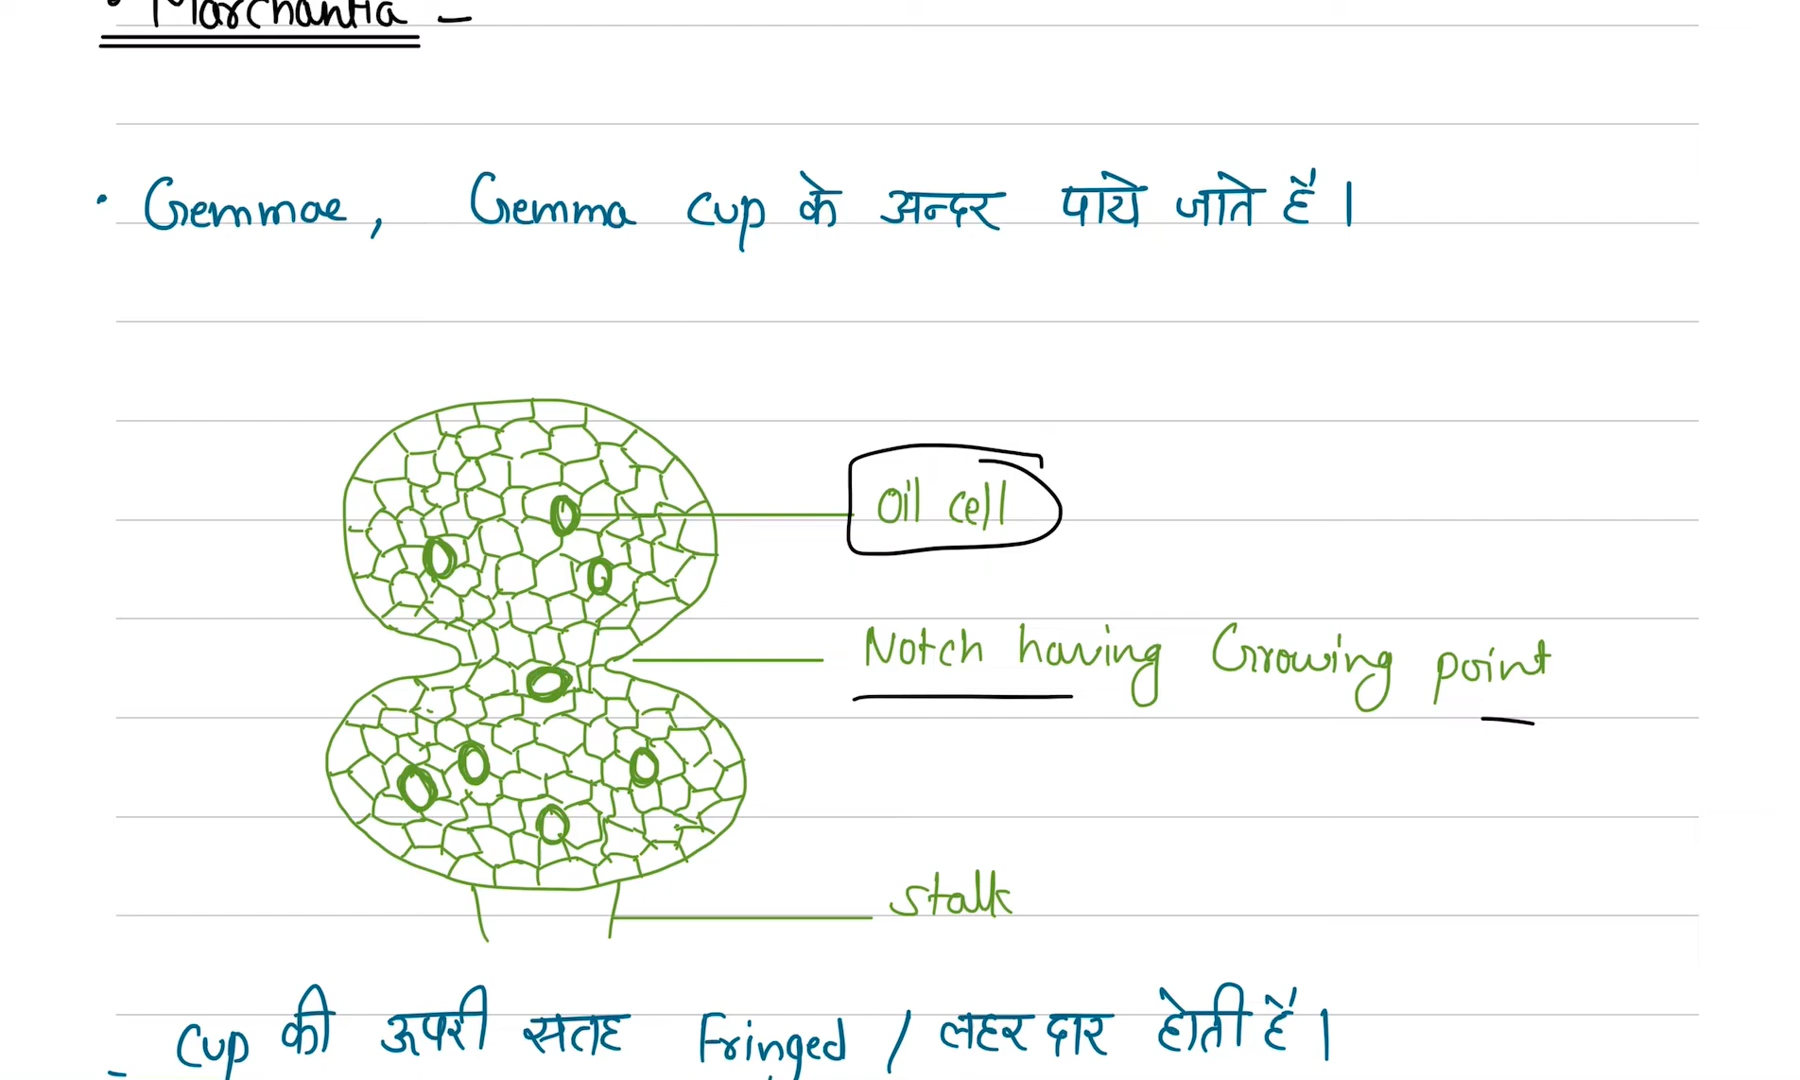 • Marchantia –
• Gemmae, Gemma cup के अन्दर पाये जाते हैं।
Oil cell
Notch having Growing point
Stalk
– Cup की ऊपरी सतह Fringed / लहरदार होती हैं।